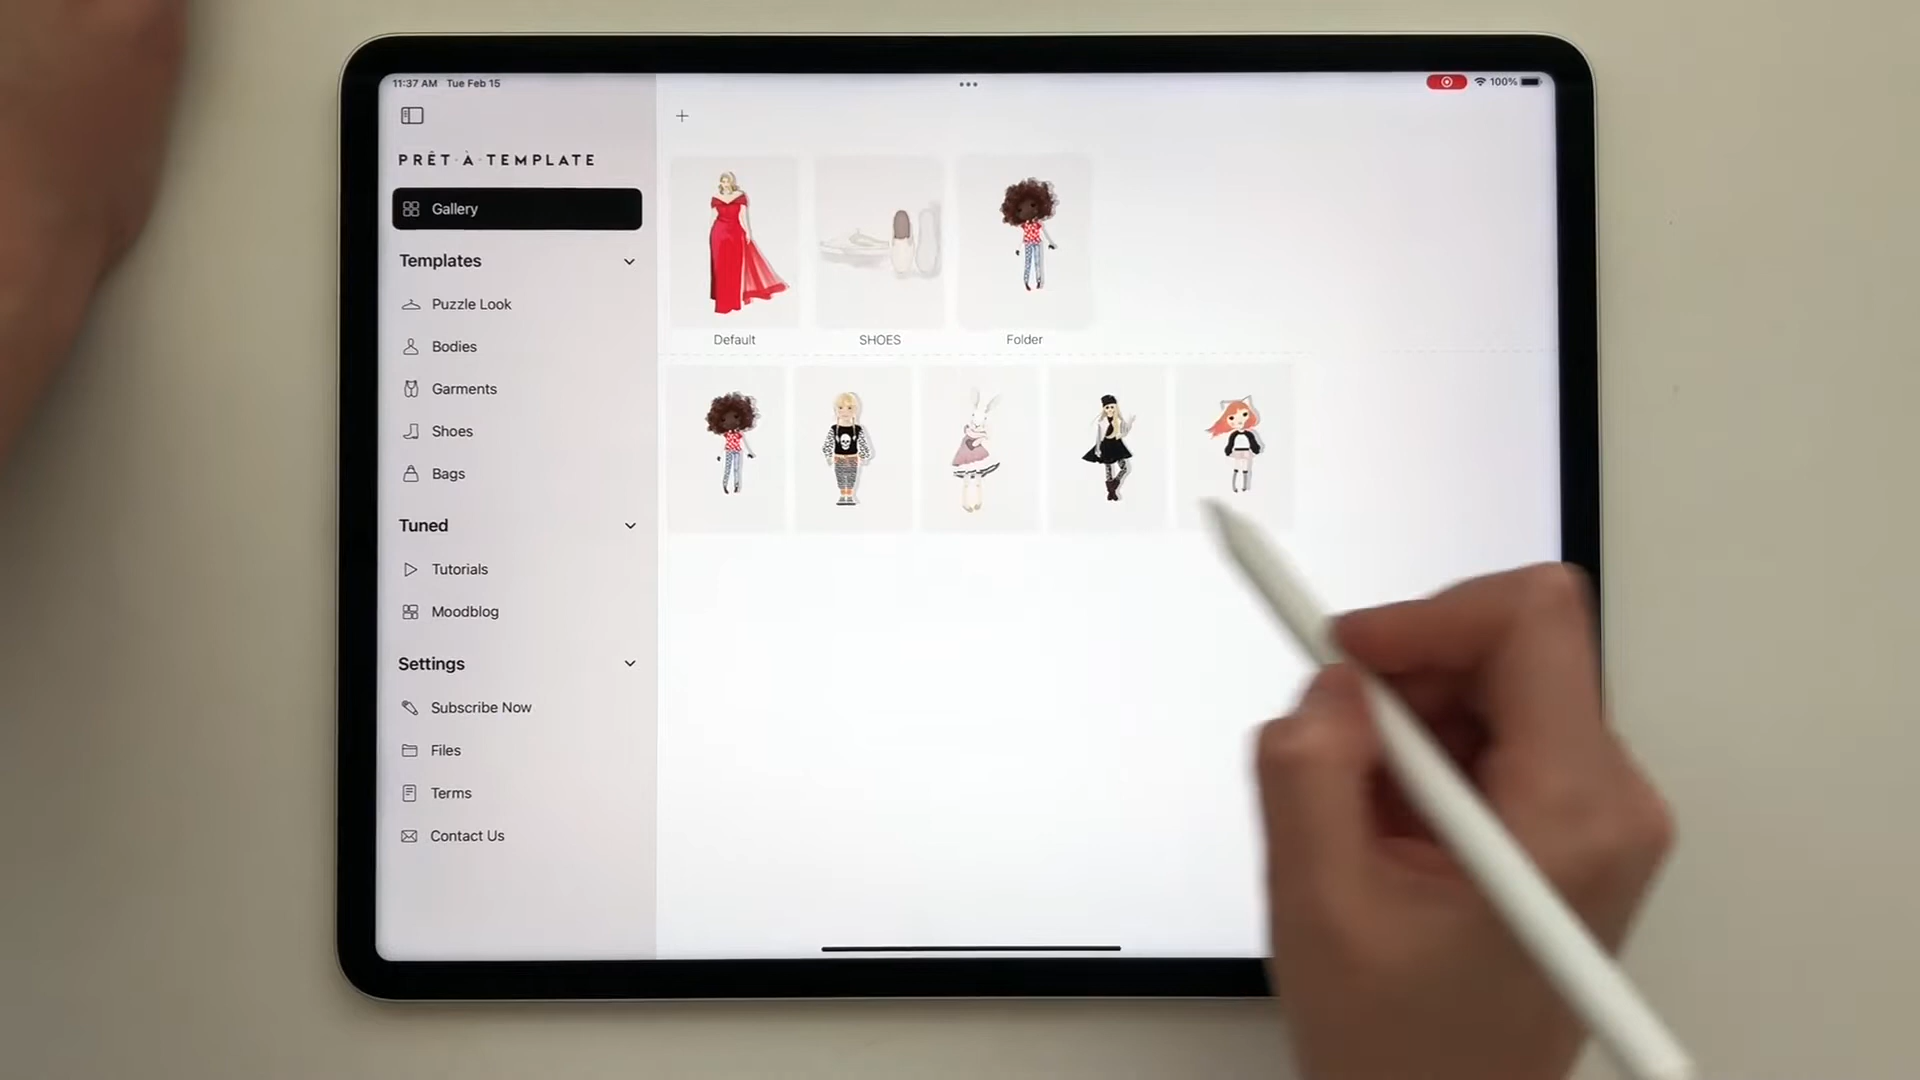 11:37 AM Tue Feb 15
100%
PRÊT·À·TEMPLATE
Gallery
Templates
Puzzle Look
Bodies
Garments
Shoes
Bags
Tuned
Tutorials
Moodblog
Settings
Subscribe Now
Files
Terms
Contact Us
Default SHOES Folder